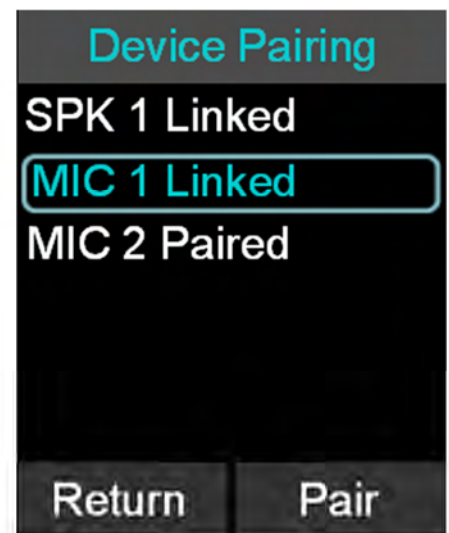 Device Pairing
SPK 1 Linked
MIC 1 Linked
MIC 2 Paired
Return Pair